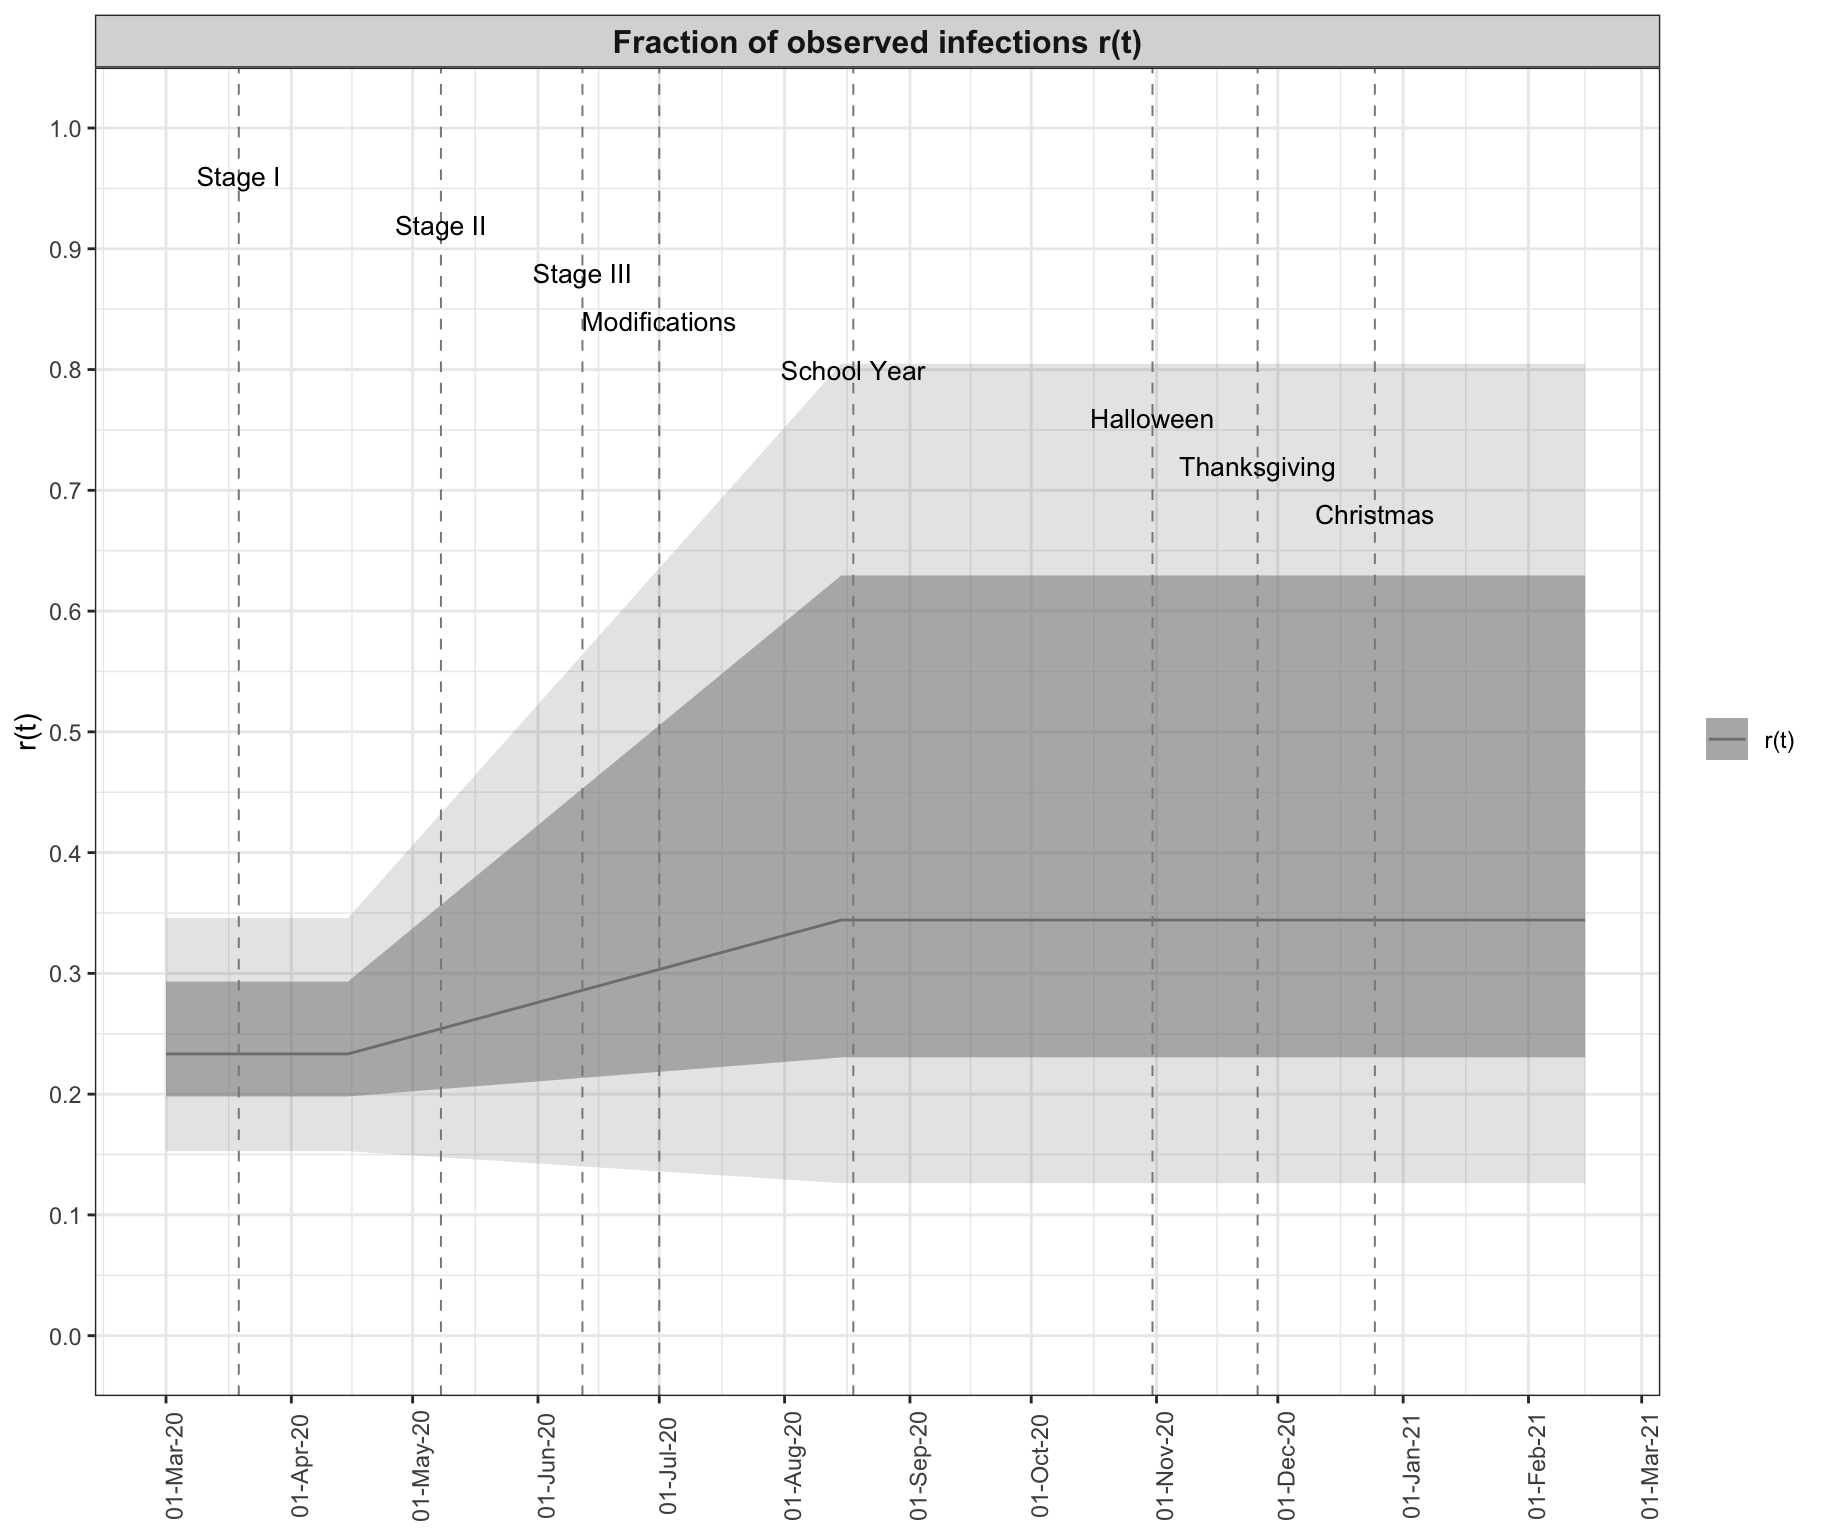 Fraction of observed infections r(t)
1.0
Stage I
Stage II
0.9
Stage III
Modifications
0.8
School Year
Halloween
Thanksgiving
0.7
Christmas
0.6
r(t)
0.5
r(t)
0.4
0.3
0.2
0.1
0.0
01-Mar-20
01-Apr-20
01-May-20
01-Jun-20
01-Jul-20
01-Aug-20
01-Sep-20
01-Oct-20
01-Nov-20
01-Dec-20
01-Jan-21
01-Feb-21
01-Mar-21